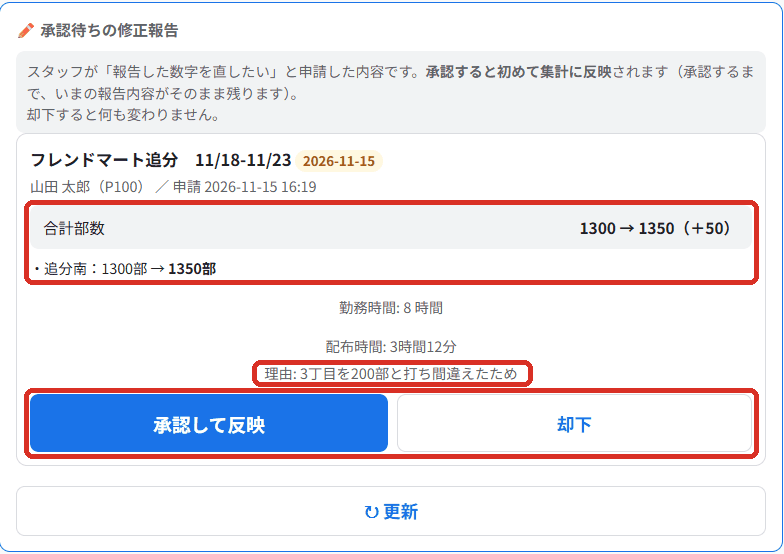 承認待ちの修正報告
スタッフが「報告した数字を直したい」と申請した内容です。承認すると初めて集計に反映されます（承認するま
で、いまの報告内容がそのまま残ります）。
却下すると何も変わりません。
フレンドマート追分　11/18-11/23 2026-11-15
山田 太郎（P100） ／ 申請 2026-11-15 16:19
合計部数 1300 → 1350（＋50）
・追分南：1300部 → 1350部
勤務時間: 8 時間
配布時間: 3時間12分
理由: 3丁目を200部と打ち間違えたため
承認して反映 却下
↻ 更新